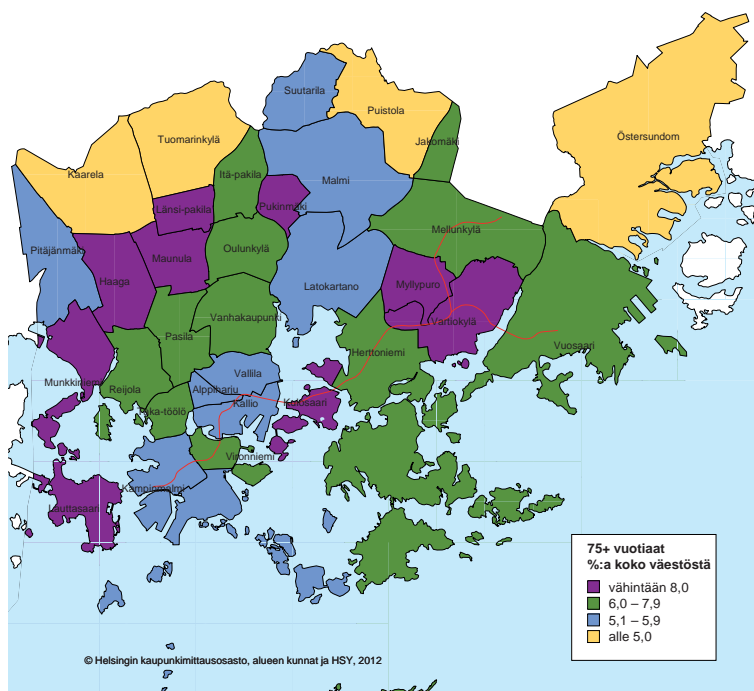 Suutarila
Puistola
Östersundom
Tuomarinkylä
Jakomäki
Kaarela
Itä-pakila
Malmi
Länsi-pakila
Pukinmäki
Mellunkylä
Pitäjänmäki
Maunula
Oulunkylä
Haaga
Myllypuro
Latokartano
Vanhakaupunki
Vartiokylä
Pasila
Herttoniemi
Vuosaari
Vallila
Munkkiniemi
Reijola
Alppiharju
Kallio
Kulosaari
Taka-töölö
Vironniemi
Kampinmalmi
Lauttasaari
75+ vuotiaat
%:a koko väestöstä
vähintään 8,0
6,0 – 7,9
5,1 – 5,9
alle 5,0
© Helsingin kaupunkimittausosasto, alueen kunnat ja HSY, 2012